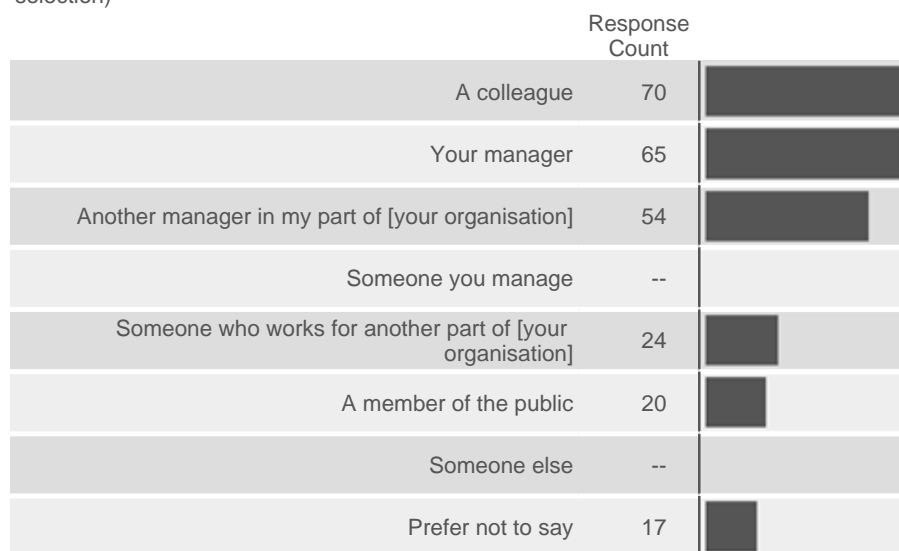 selection)
Response
Count
A colleague 70
Your manager 65
Another manager in my part of [your organisation] 54
Someone you manage --
Someone who works for another part of [your
organisation] 24
A member of the public 20
Someone else --
Prefer not to say 17